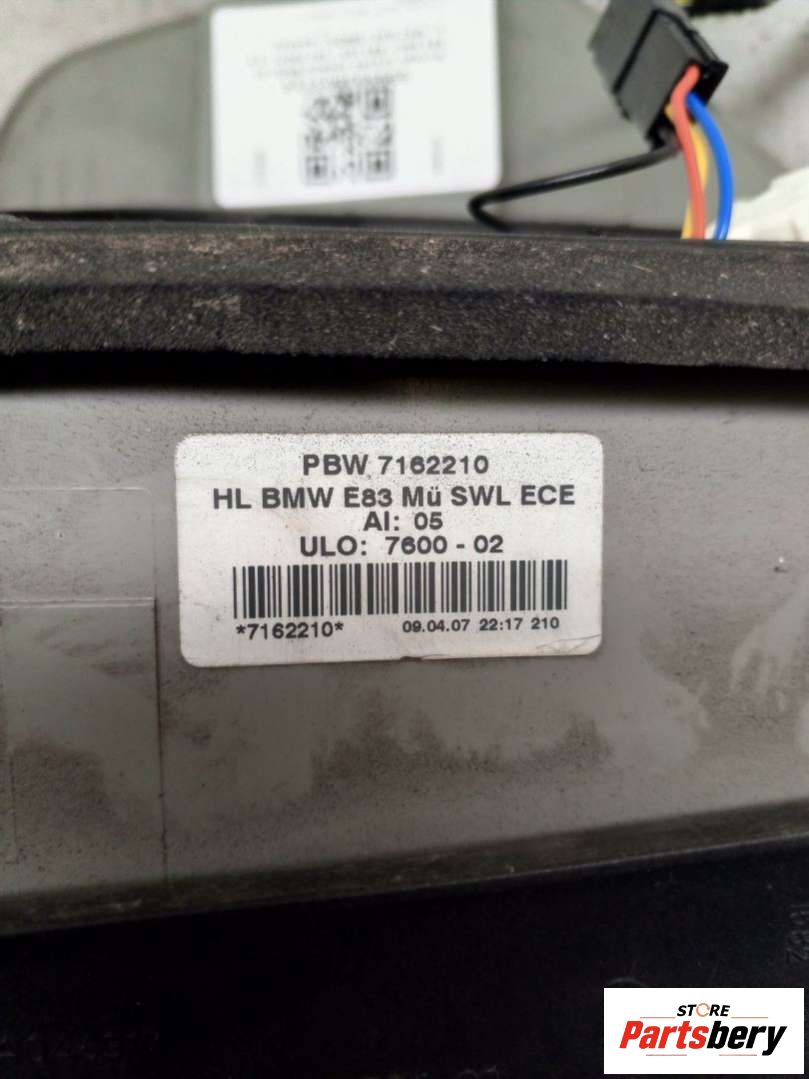 PBW 7162210
HL BMW E83 Mü SWL ECE
AI: 05
ULO: 7600 - 02
*7162210* 09.04.07 22:17 210
STORE
Partsbery